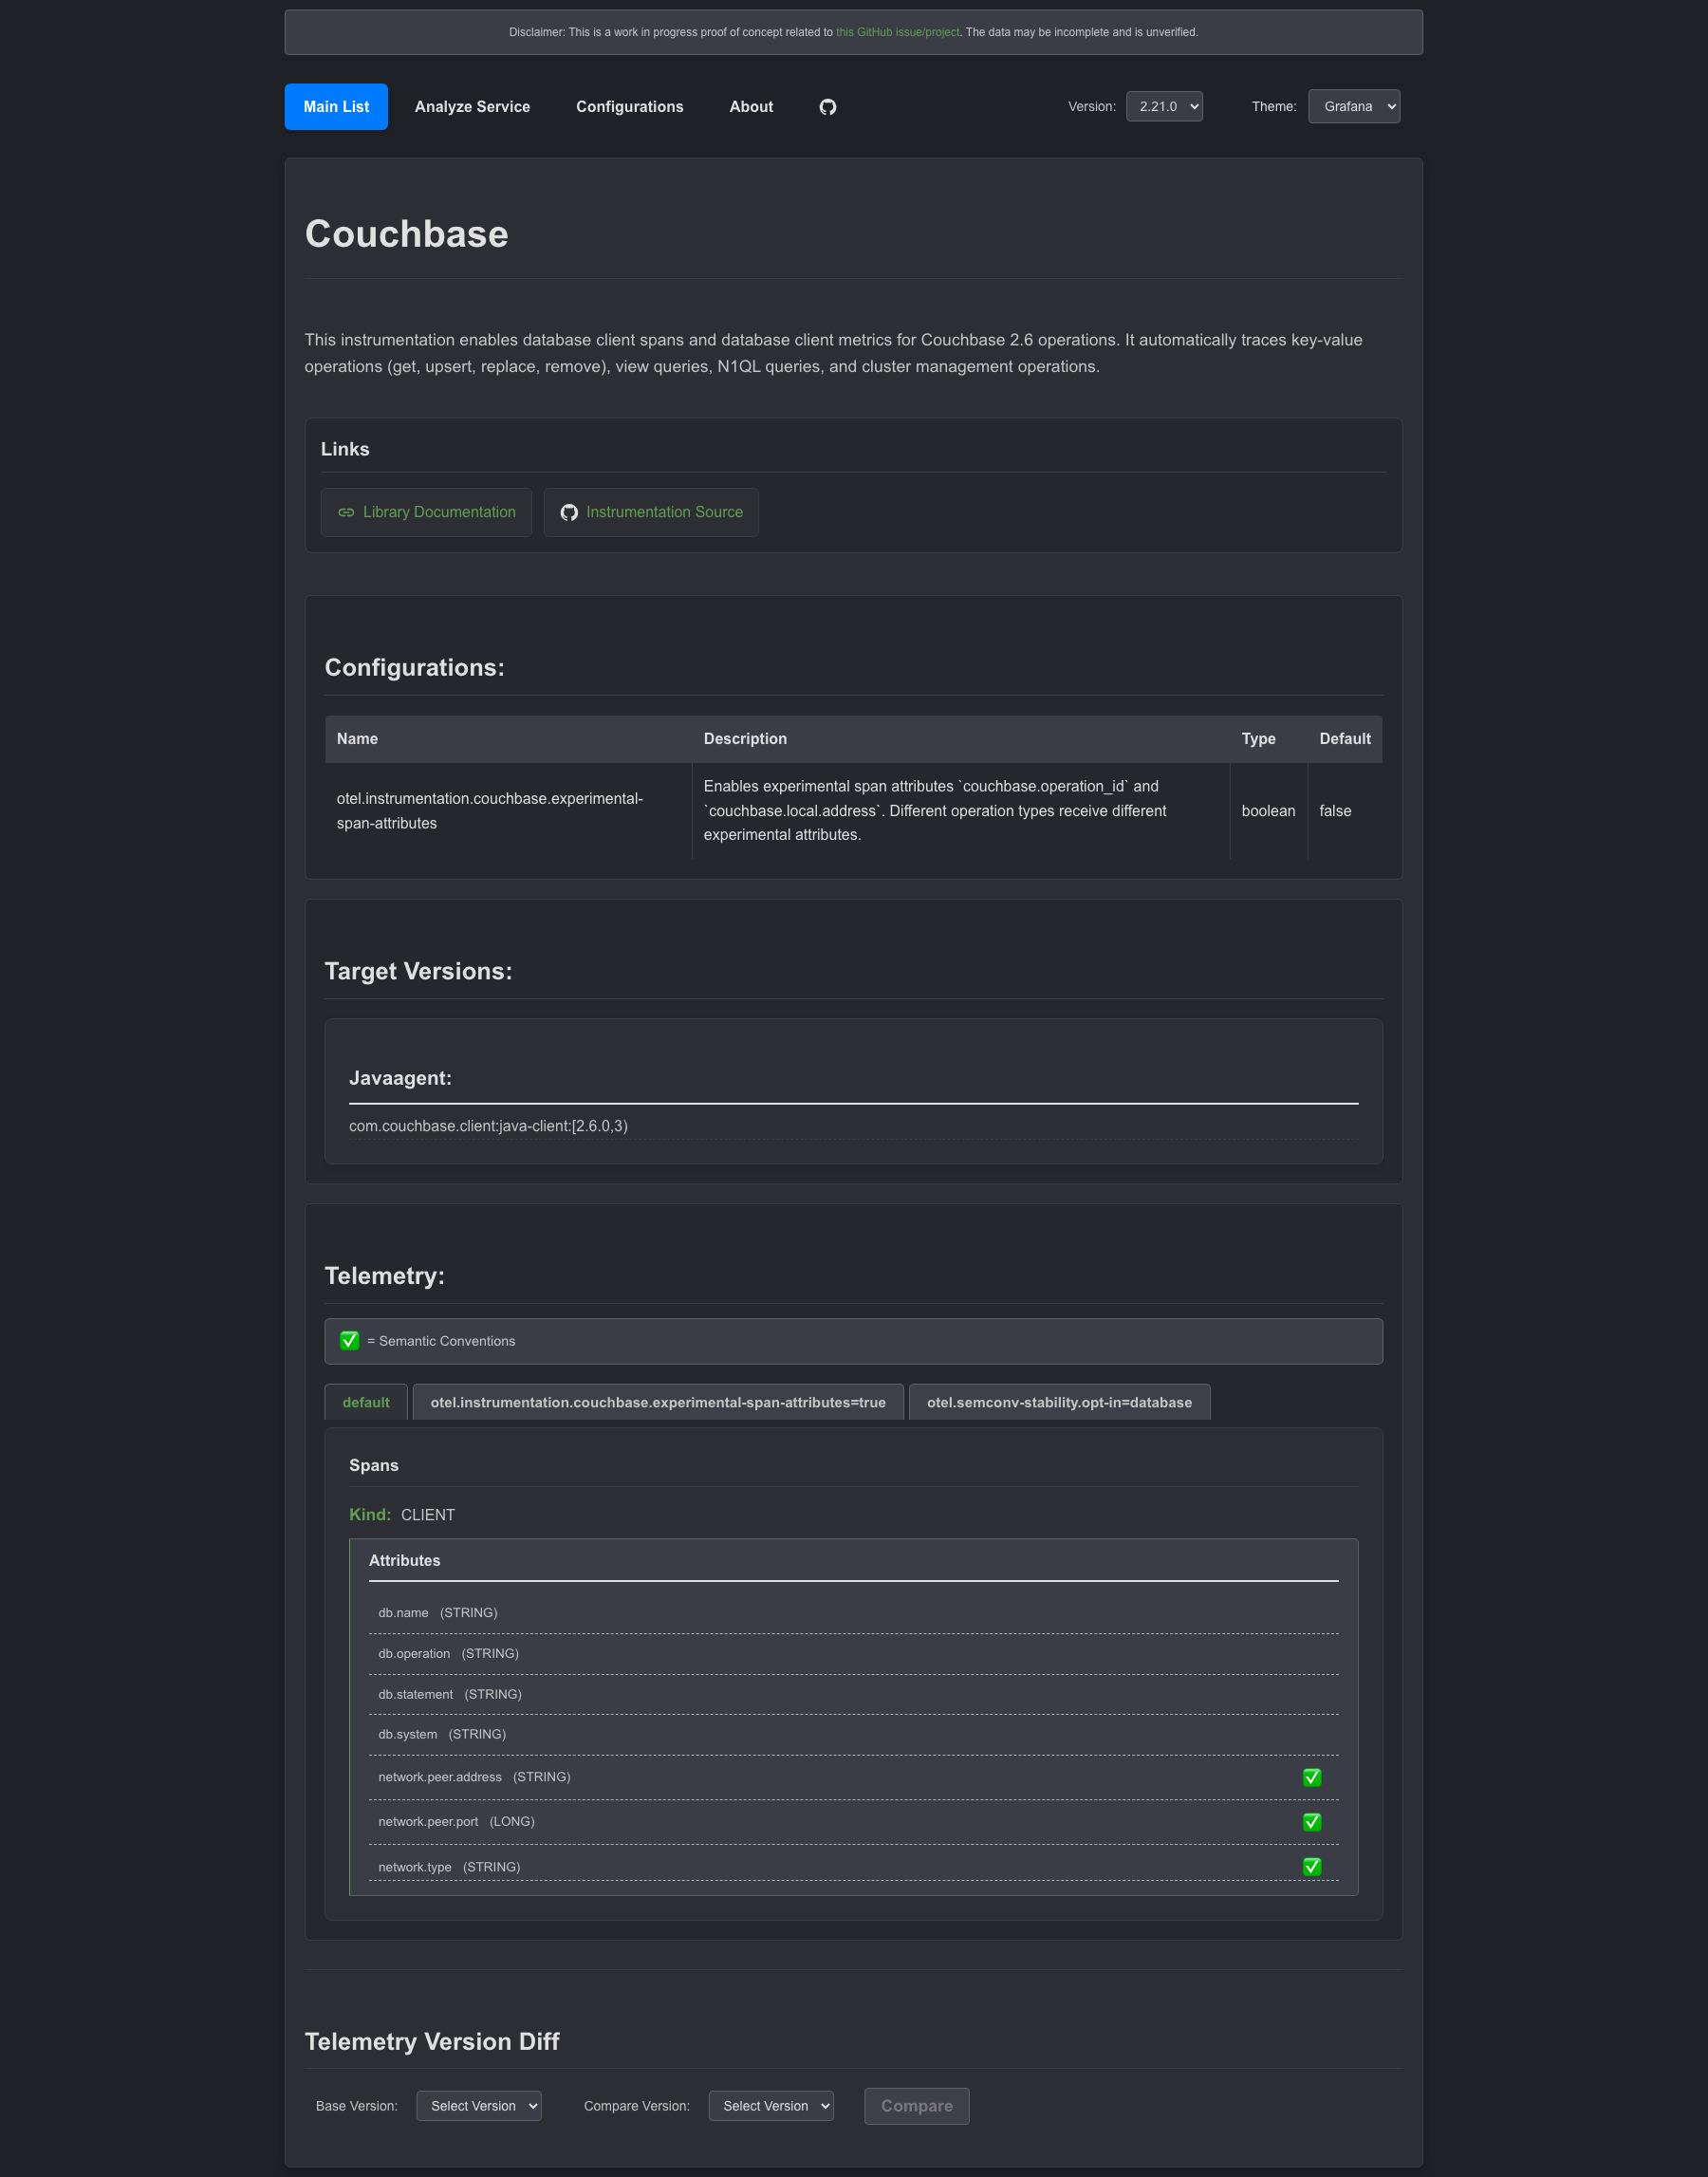 Disclaimer: This is a work in progress proof of concept related to this GitHub issue/project. The data may be incomplete and is unverified.
Main List Analyze Service Configurations About Version: 2.21.0 Theme: Grafana
Couchbase
This instrumentation enables database client spans and database client metrics for Couchbase 2.6 operations. It automatically traces key-value
operations (get, upsert, replace, remove), view queries, N1QL queries, and cluster management operations.
Links
Library Documentation Instrumentation Source
Configurations:
Name Description Type Default
otel.instrumentation.couchbase.experimental-
span-attributes
Enables experimental span attributes `couchbase.operation_id` and
`couchbase.local.address`. Different operation types receive different
experimental attributes.
boolean
false
Target Versions:
Javaagent:
com.couchbase.client:java-client:[2.6.0,3)
Telemetry:
✅ = Semantic Conventions
default otel.instrumentation.couchbase.experimental-span-attributes=true otel.semconv-stability.opt-in=database
Spans
Kind: CLIENT
Attributes
db.name (STRING)
db.operation (STRING)
db.statement (STRING)
db.system (STRING)
network.peer.address (STRING) ✅
network.peer.port (LONG) ✅
network.type (STRING) ✅
Telemetry Version Diff
Base Version: Select Version Compare Version: Select Version Compare